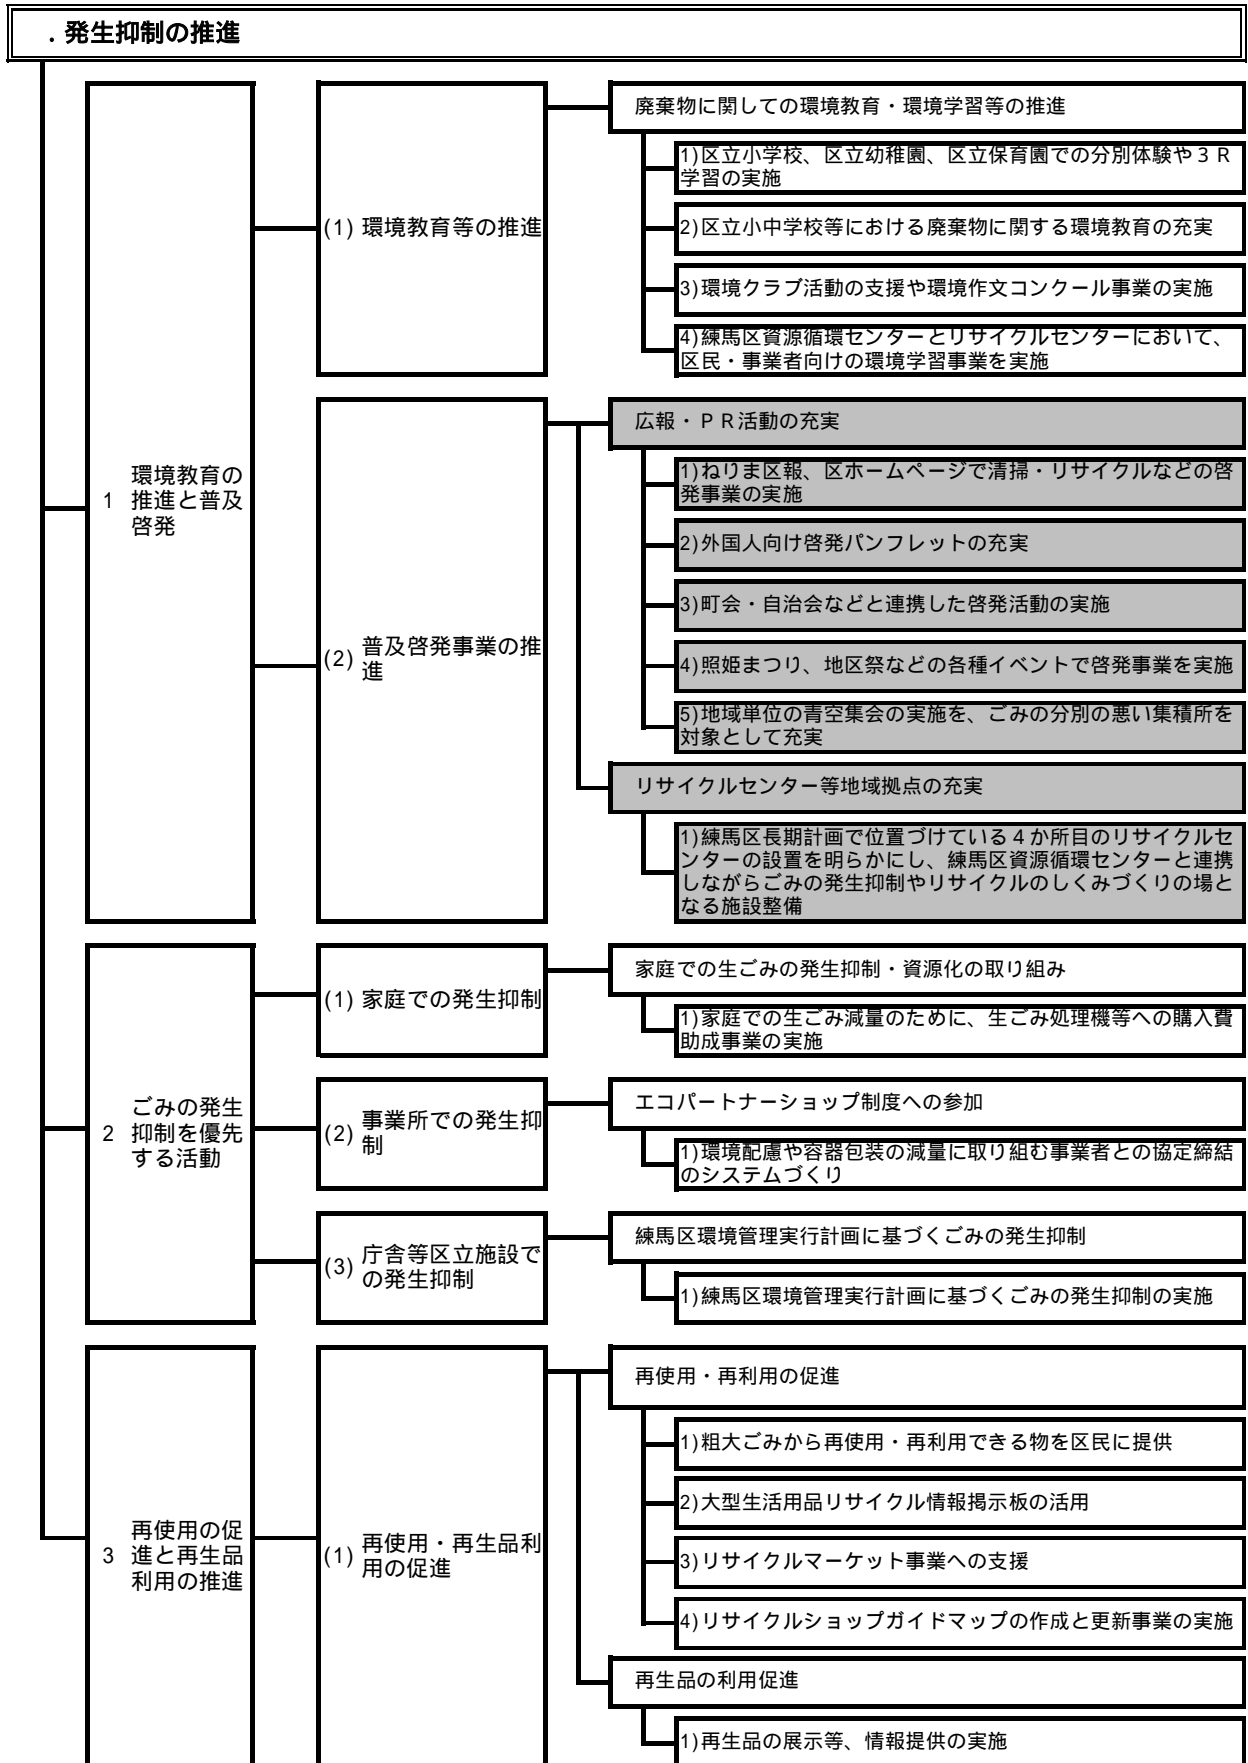 ．発生抑制の推進
1
環境教育の
推進と普及
啓発
(1) 環境教育等の推進
廃棄物に関しての環境教育・環境学習等の推進
1)区立小学校、区立幼稚園、区立保育園での分別体験や３Ｒ
学習の実施
2)区立小中学校等における廃棄物に関する環境教育の充実
3)環境クラブ活動の支援や環境作文コンクール事業の実施
4)練馬区資源循環センターとリサイクルセンターにおいて、
区民・事業者向けの環境学習事業を実施
(2)
普及啓発事業の推
進
広報・ＰＲ活動の充実
1)ねりま区報、区ホームページで清掃・リサイクルなどの啓
発事業の実施
2)外国人向け啓発パンフレットの充実
3)町会・自治会などと連携した啓発活動の実施
4)照姫まつり、地区祭などの各種イベントで啓発事業を実施
5)地域単位の青空集会の実施を、ごみの分別の悪い集積所を
対象として充実
リサイクルセンター等地域拠点の充実
1)練馬区長期計画で位置づけている４か所目のリサイクルセ
ンターの設置を明らかにし、練馬区資源循環センターと連携
しながらごみの発生抑制やリサイクルのしくみづくりの場と
なる施設整備
2
ごみの発生
抑制を優先
する活動
(1) 家庭での発生抑制
家庭での生ごみの発生抑制・資源化の取り組み
1)家庭での生ごみ減量のために、生ごみ処理機等への購入費
助成事業の実施
(2)
事業所での発生抑
制
エコパートナーショップ制度への参加
1)環境配慮や容器包装の減量に取り組む事業者との協定締結
のシステムづくり
(3)
庁舎等区立施設で
の発生抑制
練馬区環境管理実行計画に基づくごみの発生抑制
1)練馬区環境管理実行計画に基づくごみの発生抑制の実施
3
再使用の促
進と再生品
利用の推進
(1)
再使用・再生品利
用の促進
再使用・再利用の促進
1)粗大ごみから再使用・再利用できる物を区民に提供
2)大型生活用品リサイクル情報掲示板の活用
3)リサイクルマーケット事業への支援
4)リサイクルショップガイドマップの作成と更新事業の実施
再生品の利用促進
1)再生品の展示等、情報提供の実施